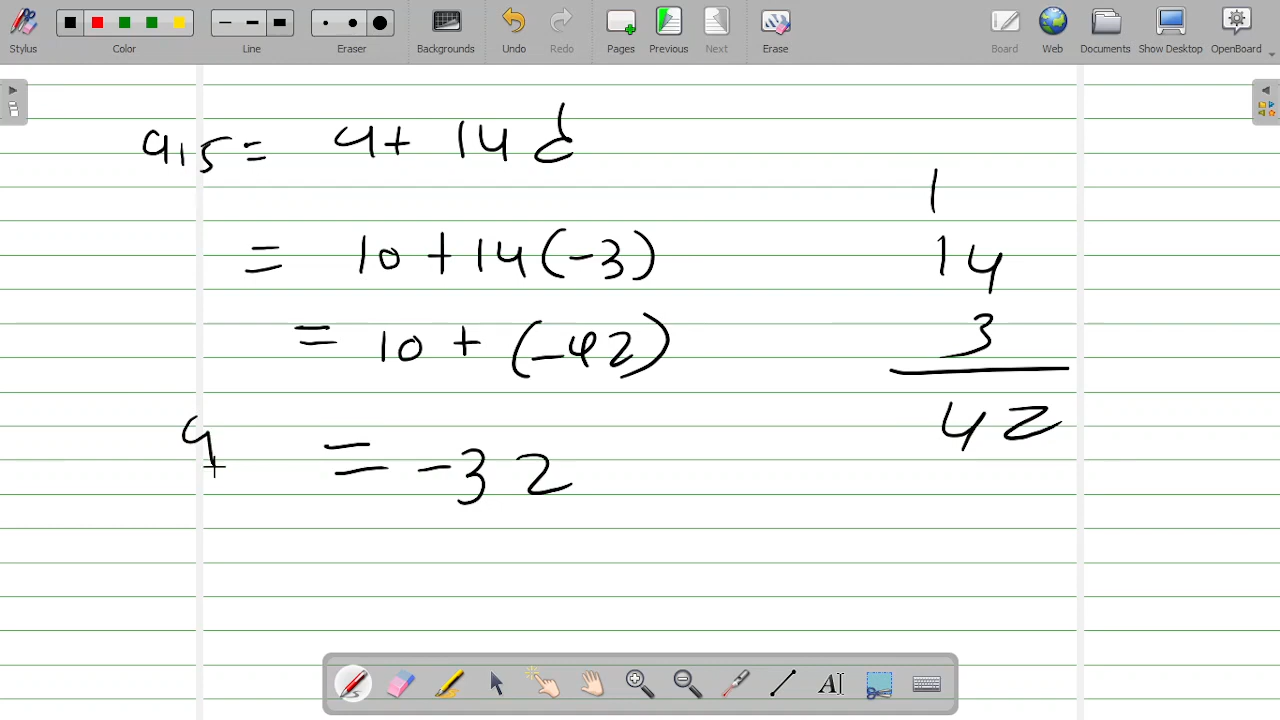 Stylus Color Line Eraser Backgrounds Undo Redo Pages Previous Next Erase Board Web Documents Show Desktop OpenBoard
a15 = a + 14d
= 10 + 14(-3)
= 10 + (-42)
a = -32
1
14
3
42